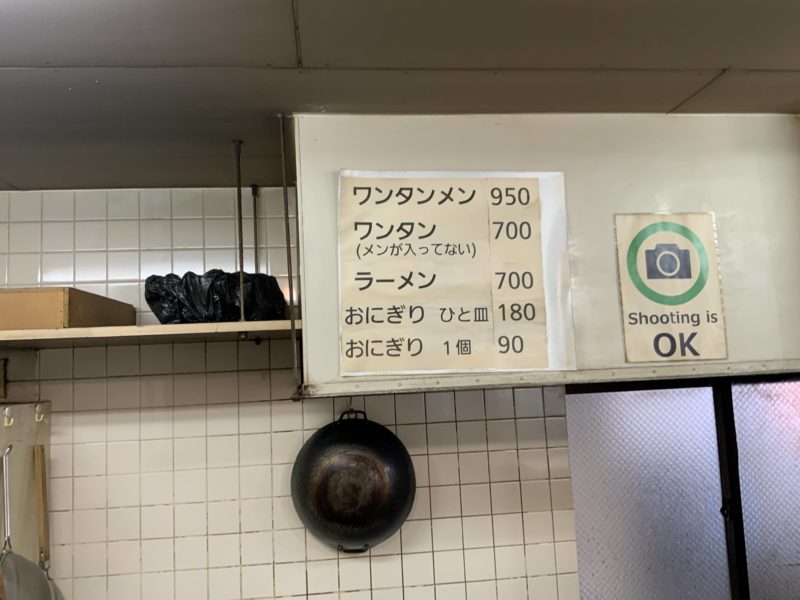 ワンタンメン 950
ワンタン 700
(メンが入ってない)
ラーメン 700
おにぎり ひと皿 180
おにぎり 1個 90
Shooting is
OK